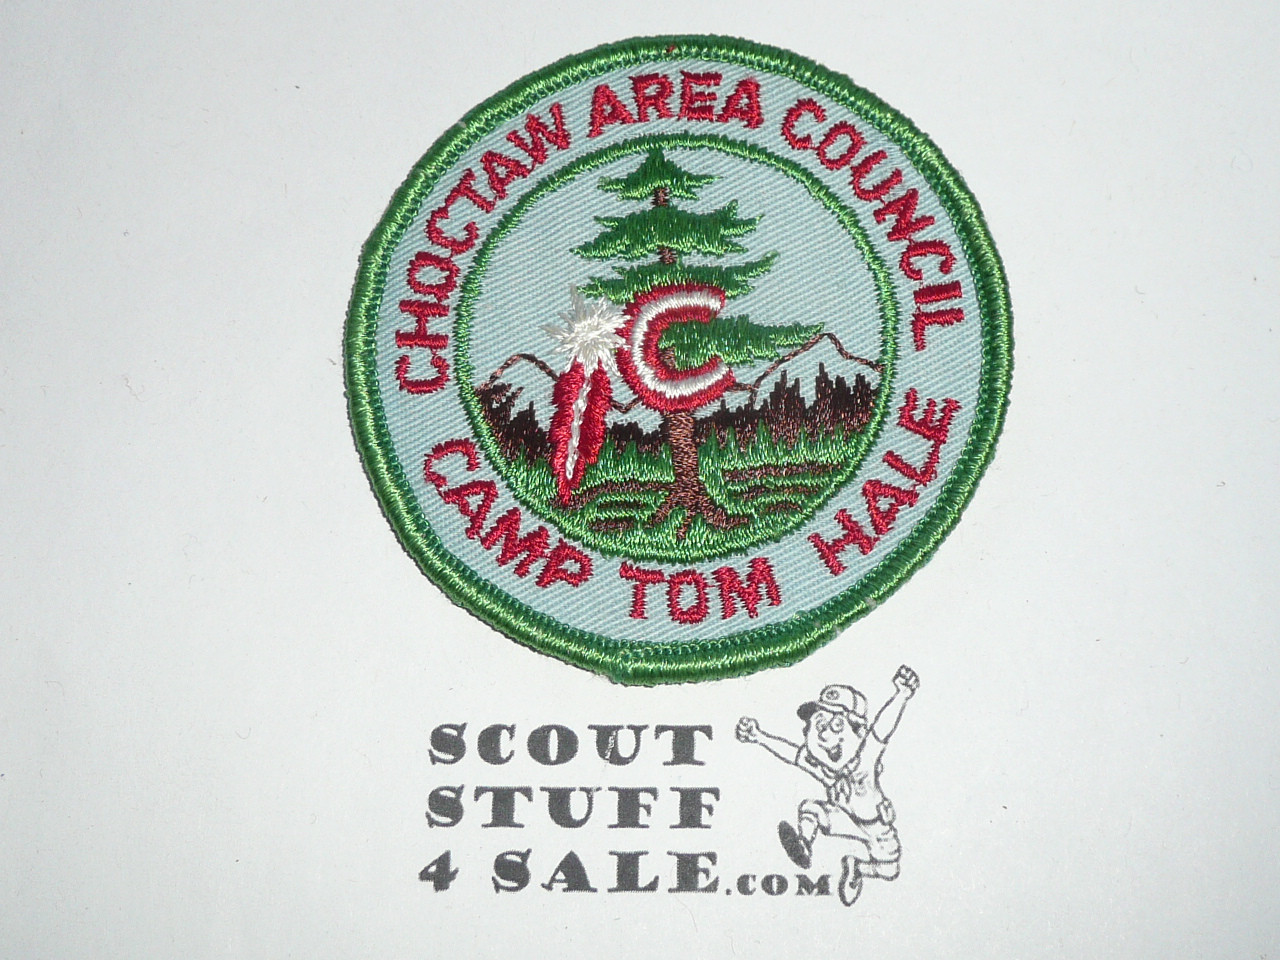 CHOCTAW AREA COUNCIL
C
CAMP TOM HALE
SCOUT
STUFF
4 SALE.COM